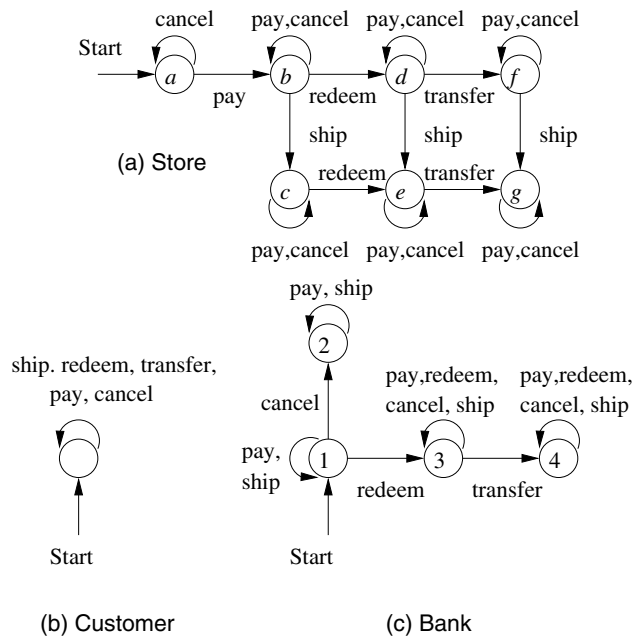 cancel
pay,cancel
pay,cancel
pay,cancel
Start
a
b
d
f
pay
redeem
transfer
ship
ship
ship
(a) Store
redeem
transfer
c
e
g
pay,cancel
pay,cancel
pay,cancel
pay, ship
2
ship. redeem, transfer,
pay, cancel
pay,redeem,
cancel, ship
pay,redeem,
cancel, ship
cancel
pay,
ship
1
3
4
redeem
transfer
Start
Start
(b) Customer
(c) Bank